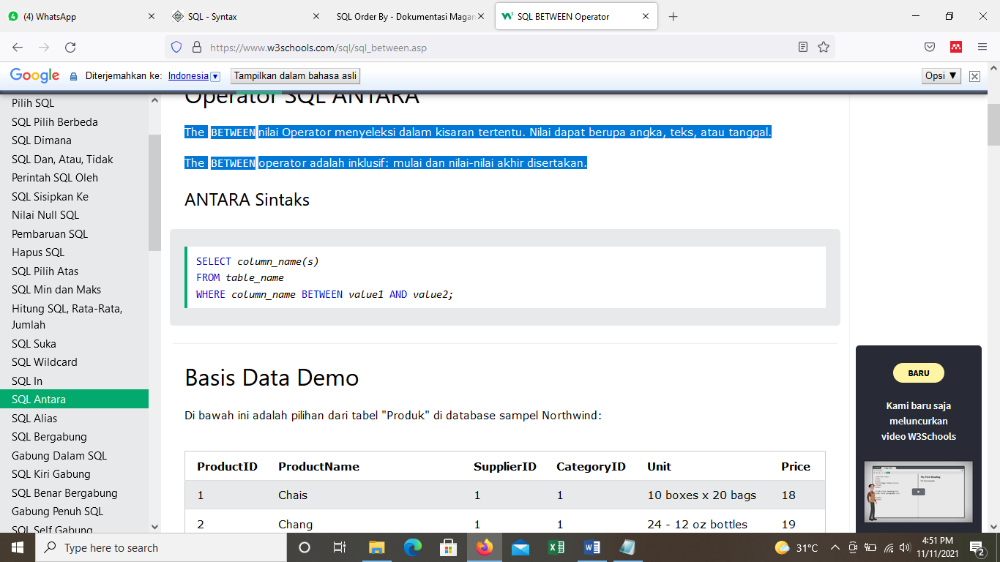 (4) WhatsApp
SQL - Syntax
SQL Order By - Dokumentasi Magan
SQL BETWEEN Operator
https://www.w3schools.com/sql/sql_between.asp
Google
Diterjemahkan ke: Indonesia
Tampilkan dalam bahasa asli
Opsi ▼
Pilih SQL
SQL Pilih Berbeda
SQL Dimana
SQL Dan, Atau, Tidak
Perintah SQL Oleh
SQL Sisipkan Ke
Nilai Null SQL
Pembaruan SQL
Hapus SQL
SQL Pilih Atas
SQL Min dan Maks
Hitung SQL, Rata-Rata,
Jumlah
SQL Suka
SQL Wildcard
SQL In
SQL Antara
SQL Alias
SQL Bergabung
Gabung Dalam SQL
SQL Kiri Gabung
SQL Benar Bergabung
Gabung Penuh SQL
SQL Self Gabung
Operator SQL ANTARA
The BETWEEN nilai Operator menyeleksi dalam kisaran tertentu. Nilai dapat berupa angka, teks, atau tanggal.
The BETWEEN operator adalah inklusif: mulai dan nilai-nilai akhir disertakan.
ANTARA Sintaks
SELECT column_name(s)
FROM table_name
WHERE column_name BETWEEN value1 AND value2;
Basis Data Demo
Di bawah ini adalah pilihan dari tabel "Produk" di database sampel Northwind:
ProductID ProductName SupplierID CategoryID Unit Price
1 Chais 1 1 10 boxes x 20 bags 18
2 Chang 1 1 24 - 12 oz bottles 19
BARU
Kami baru saja
meluncurkan
video W3Schools
Type here to search
31°C
4:51 PM
11/11/2021
2